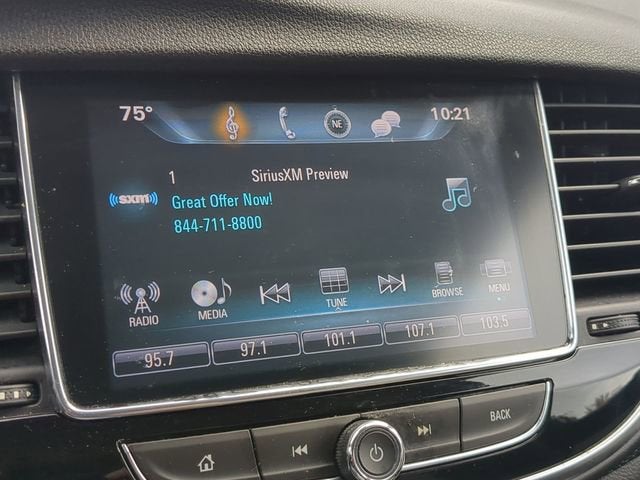 75° NE 10:21
1 SiriusXM Preview
((sxm)) Great Offer Now!
844-711-8800
RADIO MEDIA TUNE BROWSE MENU
95.7 97.1 101.1 107.1 103.5
BACK